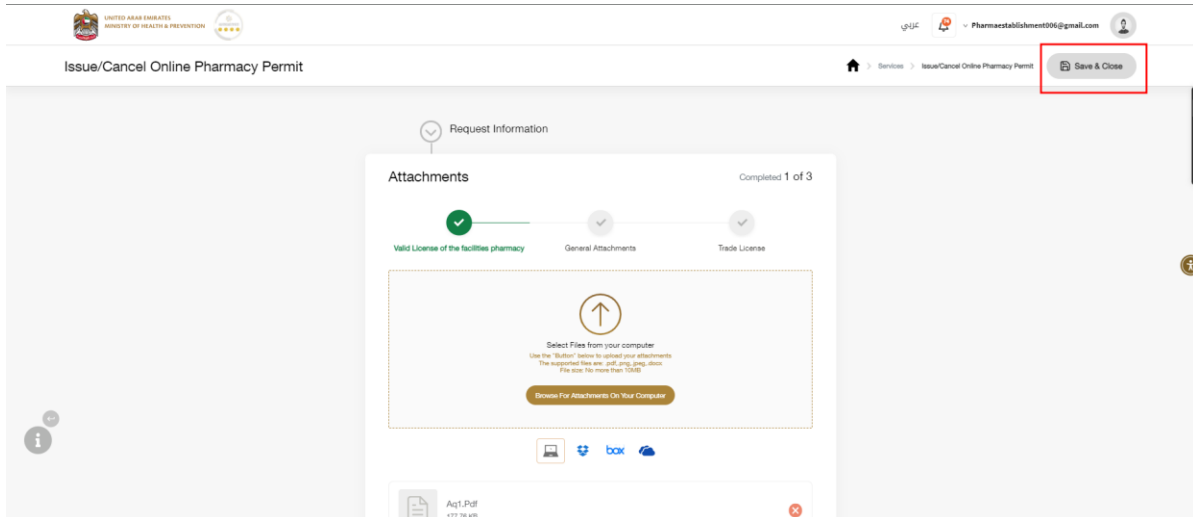 UNITED ARAB EMIRATES
MINISTRY OF HEALTH & PREVENTION
عربي
Pharmaestablishment006@gmail.com
Issue/Cancel Online Pharmacy Permit
Services > Issue/Cancel Online Pharmacy Permit
Save & Close
Request Information
Attachments
Completed 1 of 3
Valid License of the facilities pharmacy
General Attachments
Trade License
Select Files from your computer
Use the "Button" below to upload your attachments
The supported files are: .pdf,.png,.jpeg,.docx
File size: No more than 10MB
Browse For Attachments On Your Computer
box
Aq1.Pdf
177.76 KB